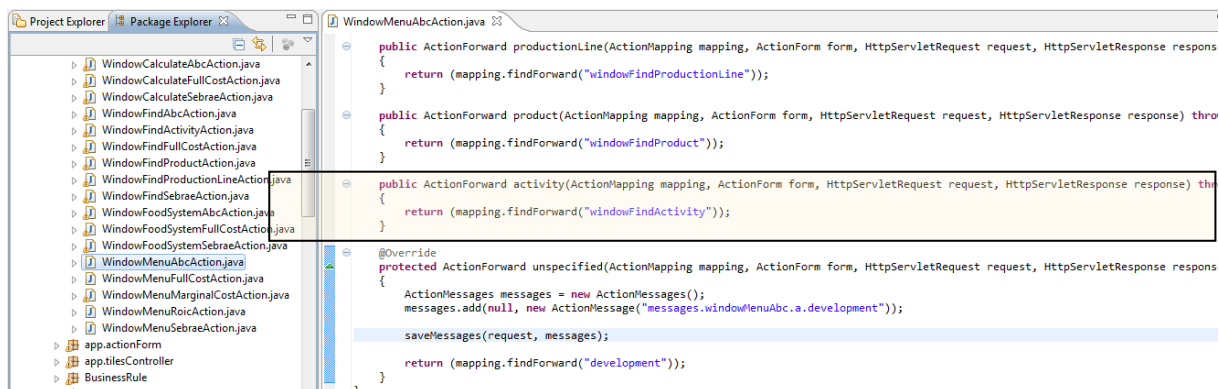 Project Explorer
Package Explorer
WindowCalculateAbcAction.java
WindowCalculateFullCostAction.java
WindowCalculateSebraeAction.java
WindowFindAbcAction.java
WindowFindActivityAction.java
WindowFindFullCostAction.java
WindowFindProductAction.java
WindowFindProductionLineAction.java
WindowFindSebraeAction.java
WindowFoodSystemAbcAction.java
WindowFoodSystemFullCostAction.java
WindowFoodSystemSebraeAction.java
WindowMenuAbcAction.java
WindowMenuFullCostAction.java
WindowMenuMarginalCostAction.java
WindowMenuRoicAction.java
WindowMenuSebraeAction.java
app.actionForm
app.tilesController
BusinessRule
WindowMenuAbcAction.java
public ActionForward productionLine(ActionMapping mapping, ActionForm form, HttpServletRequest request, HttpServletResponse respons
{
return (mapping.findForward("windowFindProductionLine"));
}
public ActionForward product(ActionMapping mapping, ActionForm form, HttpServletRequest request, HttpServletResponse response) throw
{
return (mapping.findForward("windowFindProduct"));
}
public ActionForward activity(ActionMapping mapping, ActionForm form, HttpServletRequest request, HttpServletResponse response) thr
{
return (mapping.findForward("windowFindActivity"));
}
@Override
protected ActionForward unspecified(ActionMapping mapping, ActionForm form, HttpServletRequest request, HttpServletResponse respons
{
ActionMessages messages = new ActionMessages();
messages.add(null, new ActionMessage("messages.windowMenuAbc.a.development"));
saveMessages(request, messages);
return (mapping.findForward("development"));
}